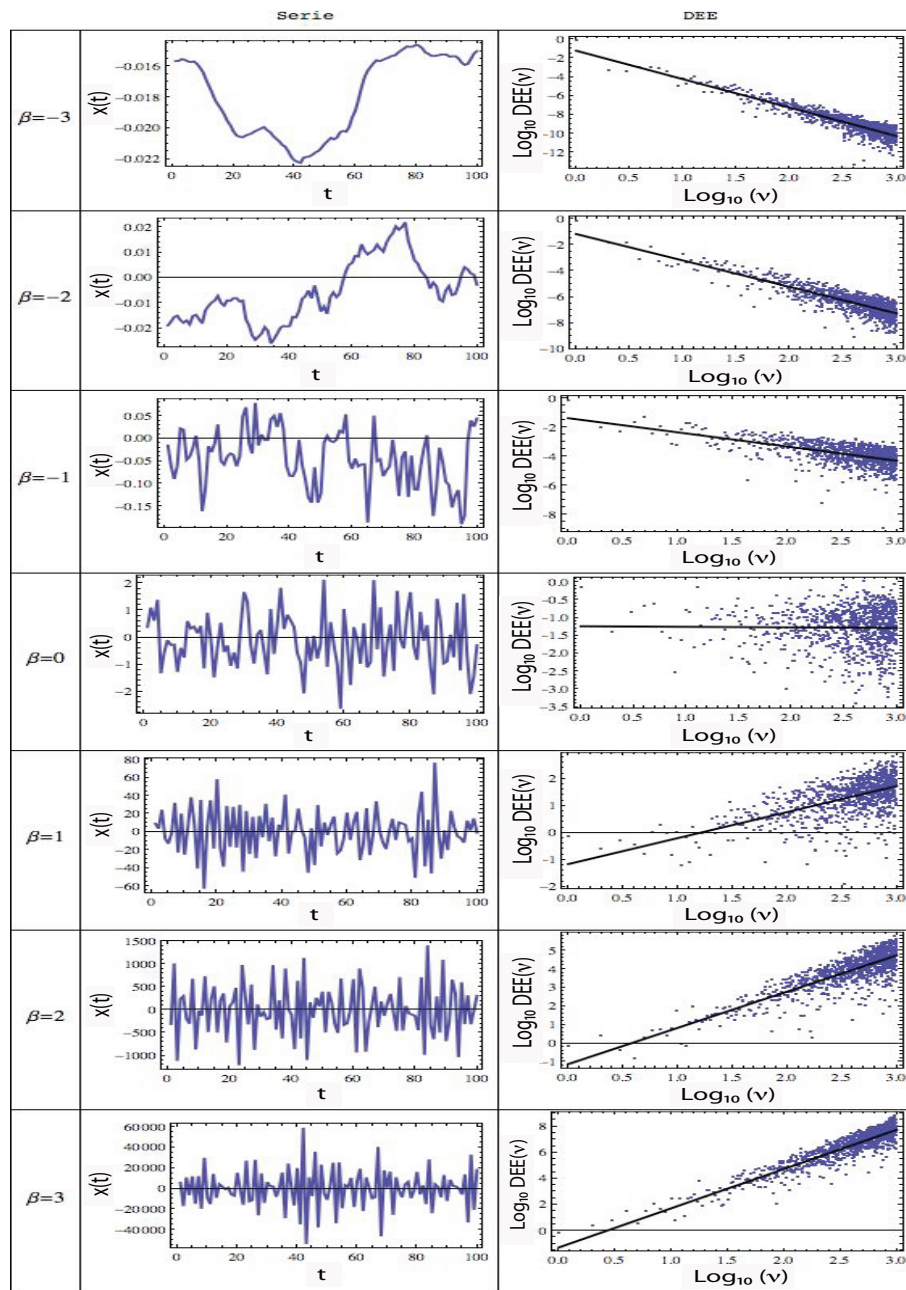 Serie DEE
β=−3
x(t)
−0.016
−0.018
−0.020
−0.022
0 20 40 60 80 100
t
Log₁₀ DEE(ν)
0
−2
−4
−6
−8
−10
−12
0.0 0.5 1.0 1.5 2.0 2.5 3.0
Log₁₀ (ν)
β=−2
x(t)
0.02
0.01
0.00
−0.01
−0.02
0 20 40 60 80 100
t
Log₁₀ DEE(ν)
0
−2
−4
−6
−8
−10
0.0 0.5 1.0 1.5 2.0 2.5 3.0
Log₁₀ (ν)
β=−1
x(t)
0.05
0.00
−0.05
−0.10
−0.15
0 20 40 60 80 100
t
Log₁₀ DEE(ν)
0
−2
−4
−6
−8
0.0 0.5 1.0 1.5 2.0 2.5 3.0
Log₁₀ (ν)
β=0
x(t)
2
1
0
−1
−2
0 20 40 60 80 100
t
Log₁₀ DEE(ν)
0.0
−0.5
−1.0
−1.5
−2.0
−2.5
−3.0
−3.5
0.0 0.5 1.0 1.5 2.0 2.5 3.0
Log₁₀ (ν)
β=1
x(t)
80
60
40
20
0
−20
−40
−60
0 20 40 60 80 100
t
Log₁₀ DEE(ν)
2
1
0
−1
−2
0.0 0.5 1.0 1.5 2.0 2.5 3.0
Log₁₀ (ν)
β=2
x(t)
1500
1000
500
0
−500
−1000
0 20 40 60 80 100
t
Log₁₀ DEE(ν)
5
4
3
2
1
0
−1
0.0 0.5 1.0 1.5 2.0 2.5 3.0
Log₁₀ (ν)
β=3
x(t)
60000
40000
20000
0
−20000
−40000
0 20 40 60 80 100
t
Log₁₀ DEE(ν)
8
6
4
2
0
0.0 0.5 1.0 1.5 2.0 2.5 3.0
Log₁₀ (ν)